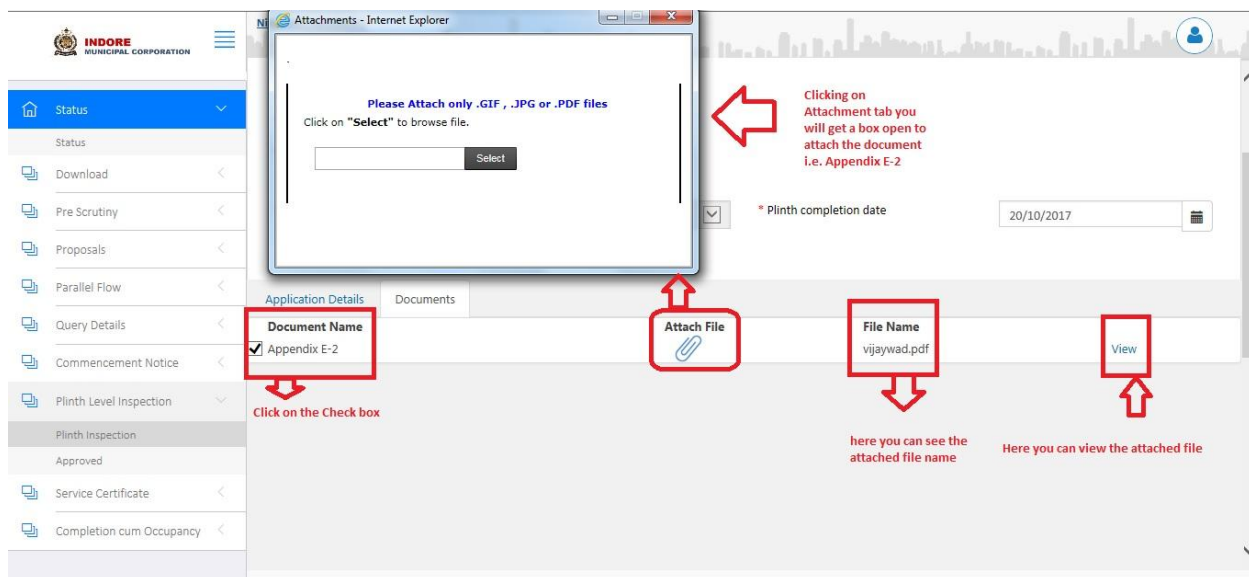 INDORE
MUNICIPAL CORPORATION
Ni
Attachments - Internet Explorer
.
Please Attach only .GIF , .JPG or .PDF files
Click on "Select" to browse file.
Select
Clicking on
Attachment tab you
will get a box open to
attach the document
i.e. Appendix E-2
* Plinth completion date
20/10/2017
Status
Status
Download
Pre Scrutiny
Proposals
Parallel Flow
Query Details
Commencement Notice
Plinth Level Inspection
Plinth Inspection
Approved
Service Certificate
Completion cum Occupancy
Application Details
Documents
Document Name
Attach File
File Name
Appendix E-2
vijaywad.pdf
View
Click on the Check box
here you can see the
attached file name
Here you can view the attached file